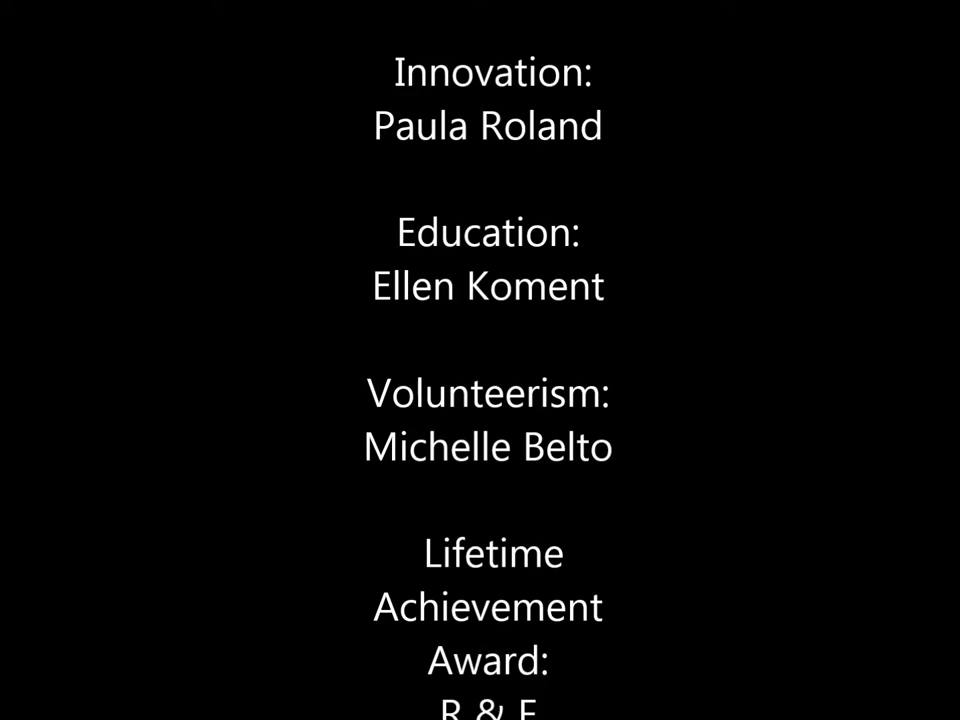 Innovation:
Paula Roland
Education:
Ellen Koment
Volunteerism:
Michelle Belto
Lifetime
Achievement
Award:
R & F